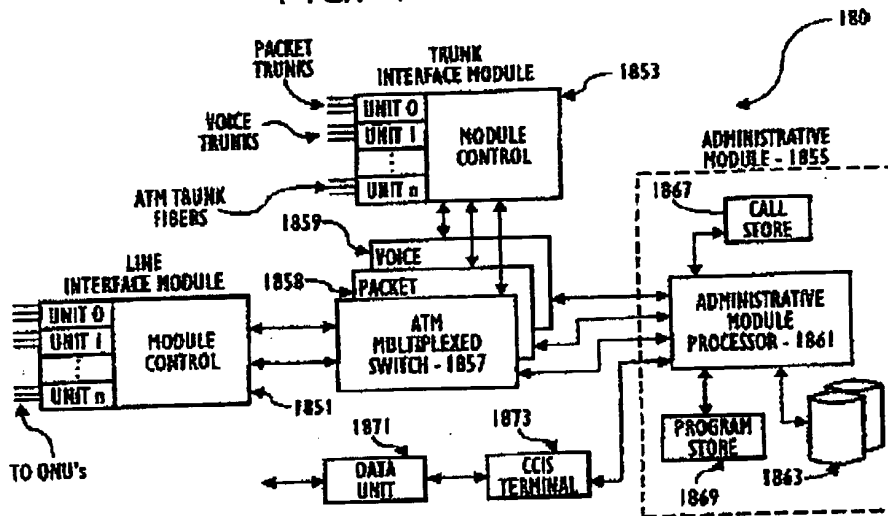 180
PACKET
TRUNKS
TRUNK
INTERFACE MODULE
1853
UNIT 0
UNIT 1
UNIT n
MODULE
CONTROL
VOICE
TRUNKS
ATM TRUNK
FIBERS
1859
ADMINISTRATIVE
MODULE - 1855
1867
CALL
STORE
LINE
INTERFACE MODULE
1858
VOICE
PACKET
ATM
MULTIPLEXED
SWITCH - 1857
ADMINISTRATIVE
MODULE
PROCESSOR - 1861
UNIT 0
UNIT 1
UNIT n
MODULE
CONTROL
1851
TO ONU's
1871
DATA
UNIT
1873
CCIS
TERMINAL
PROGRAM
STORE
1869
1863